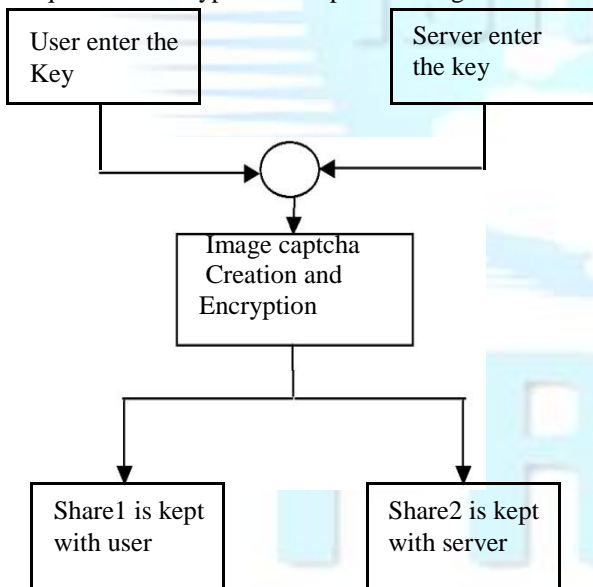 User enter the
Key
Server enter
the key
Image captcha
Creation and
Encryption
Share1 is kept
with user
Share2 is kept
with server